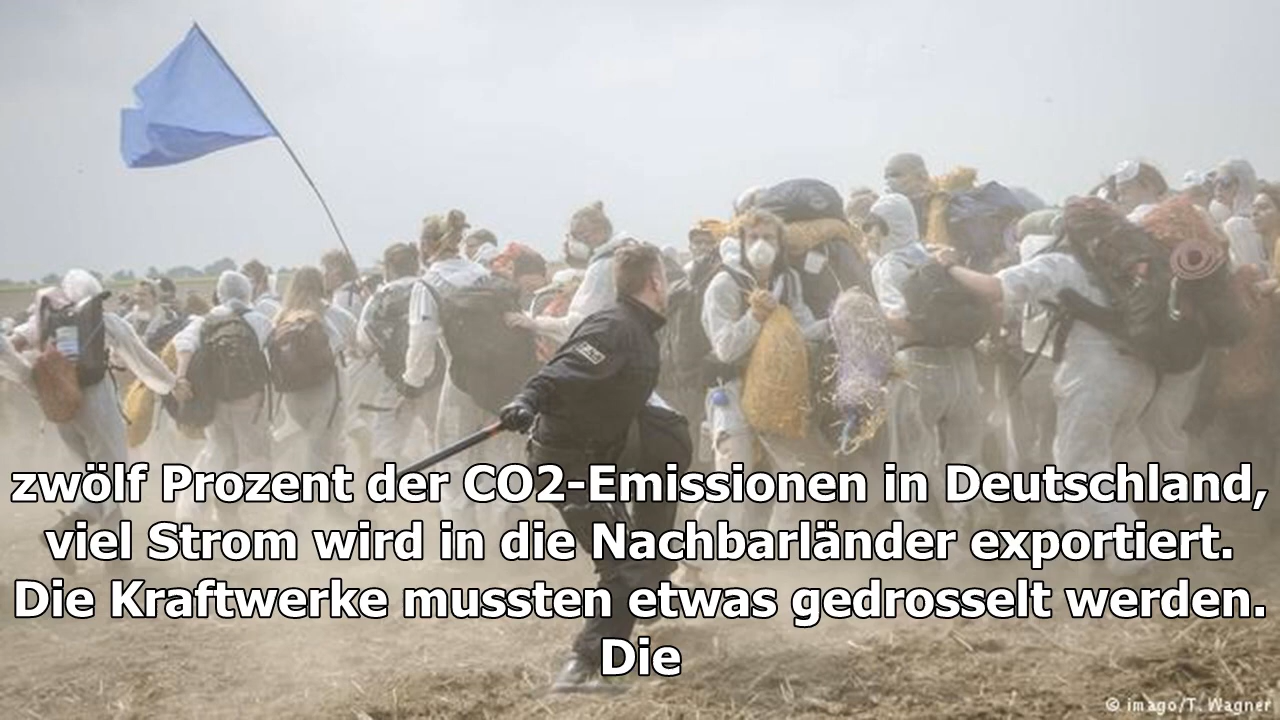 zwölf Prozent der CO2-Emissionen in Deutschland,
viel Strom wird in die Nachbarländer exportiert.
Die Kraftwerke mussten etwas gedrosselt werden.
Die
© imago/T. Wagner